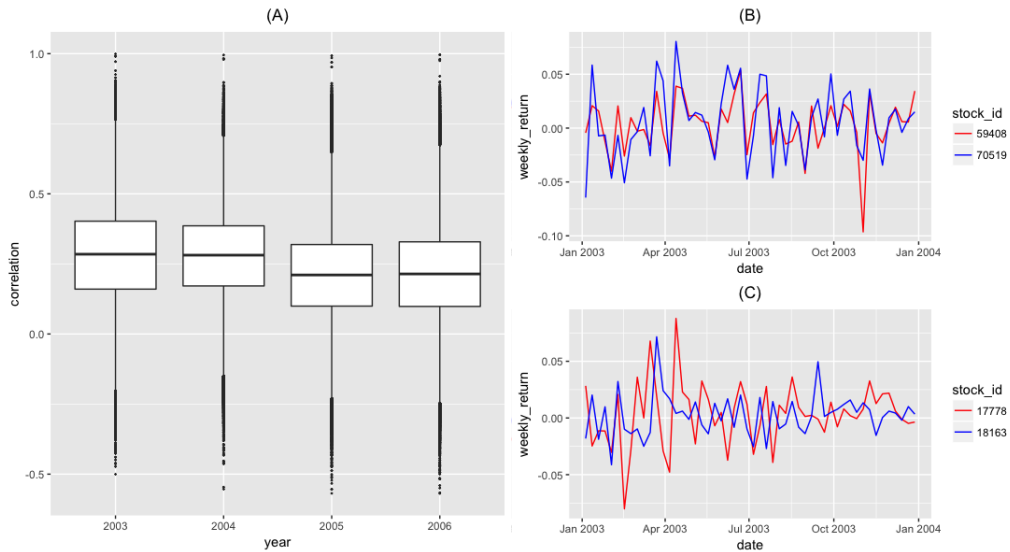 (A)
correlation
1.0
0.5
0.0
-0.5
2003 2004 2005 2006
year
(B)
weekly_return
0.05
0.00
-0.05
-0.10
Jan 2003 Apr 2003 Jul 2003 Oct 2003 Jan 2004
date
stock_id
59408
70519
(C)
weekly_return
0.05
0.00
-0.05
Jan 2003 Apr 2003 Jul 2003 Oct 2003 Jan 2004
date
stock_id
17778
18163